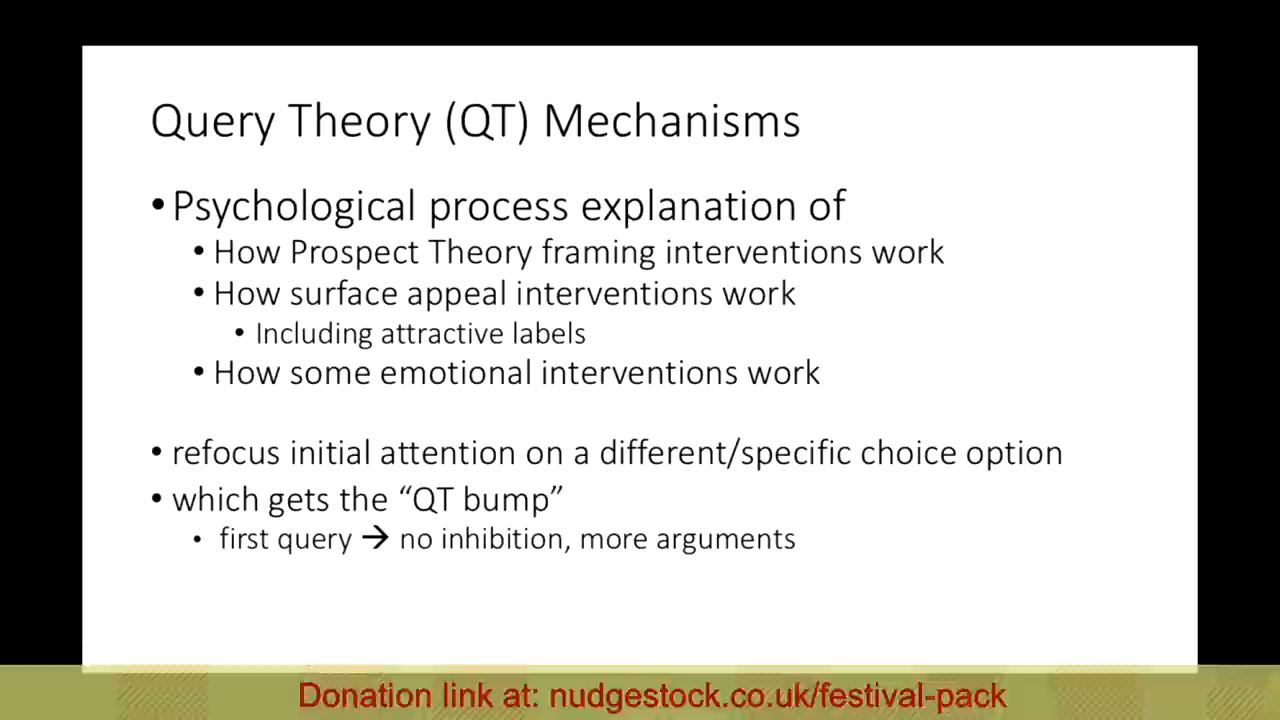 Query Theory (QT) Mechanisms
• Psychological process explanation of
• How Prospect Theory framing interventions work
• How surface appeal interventions work
• Including attractive labels
• How some emotional interventions work
• refocus initial attention on a different/specific choice option
• which gets the “QT bump”
• first query → no inhibition, more arguments
Donation link at: nudgestock.co.uk/festival-pack